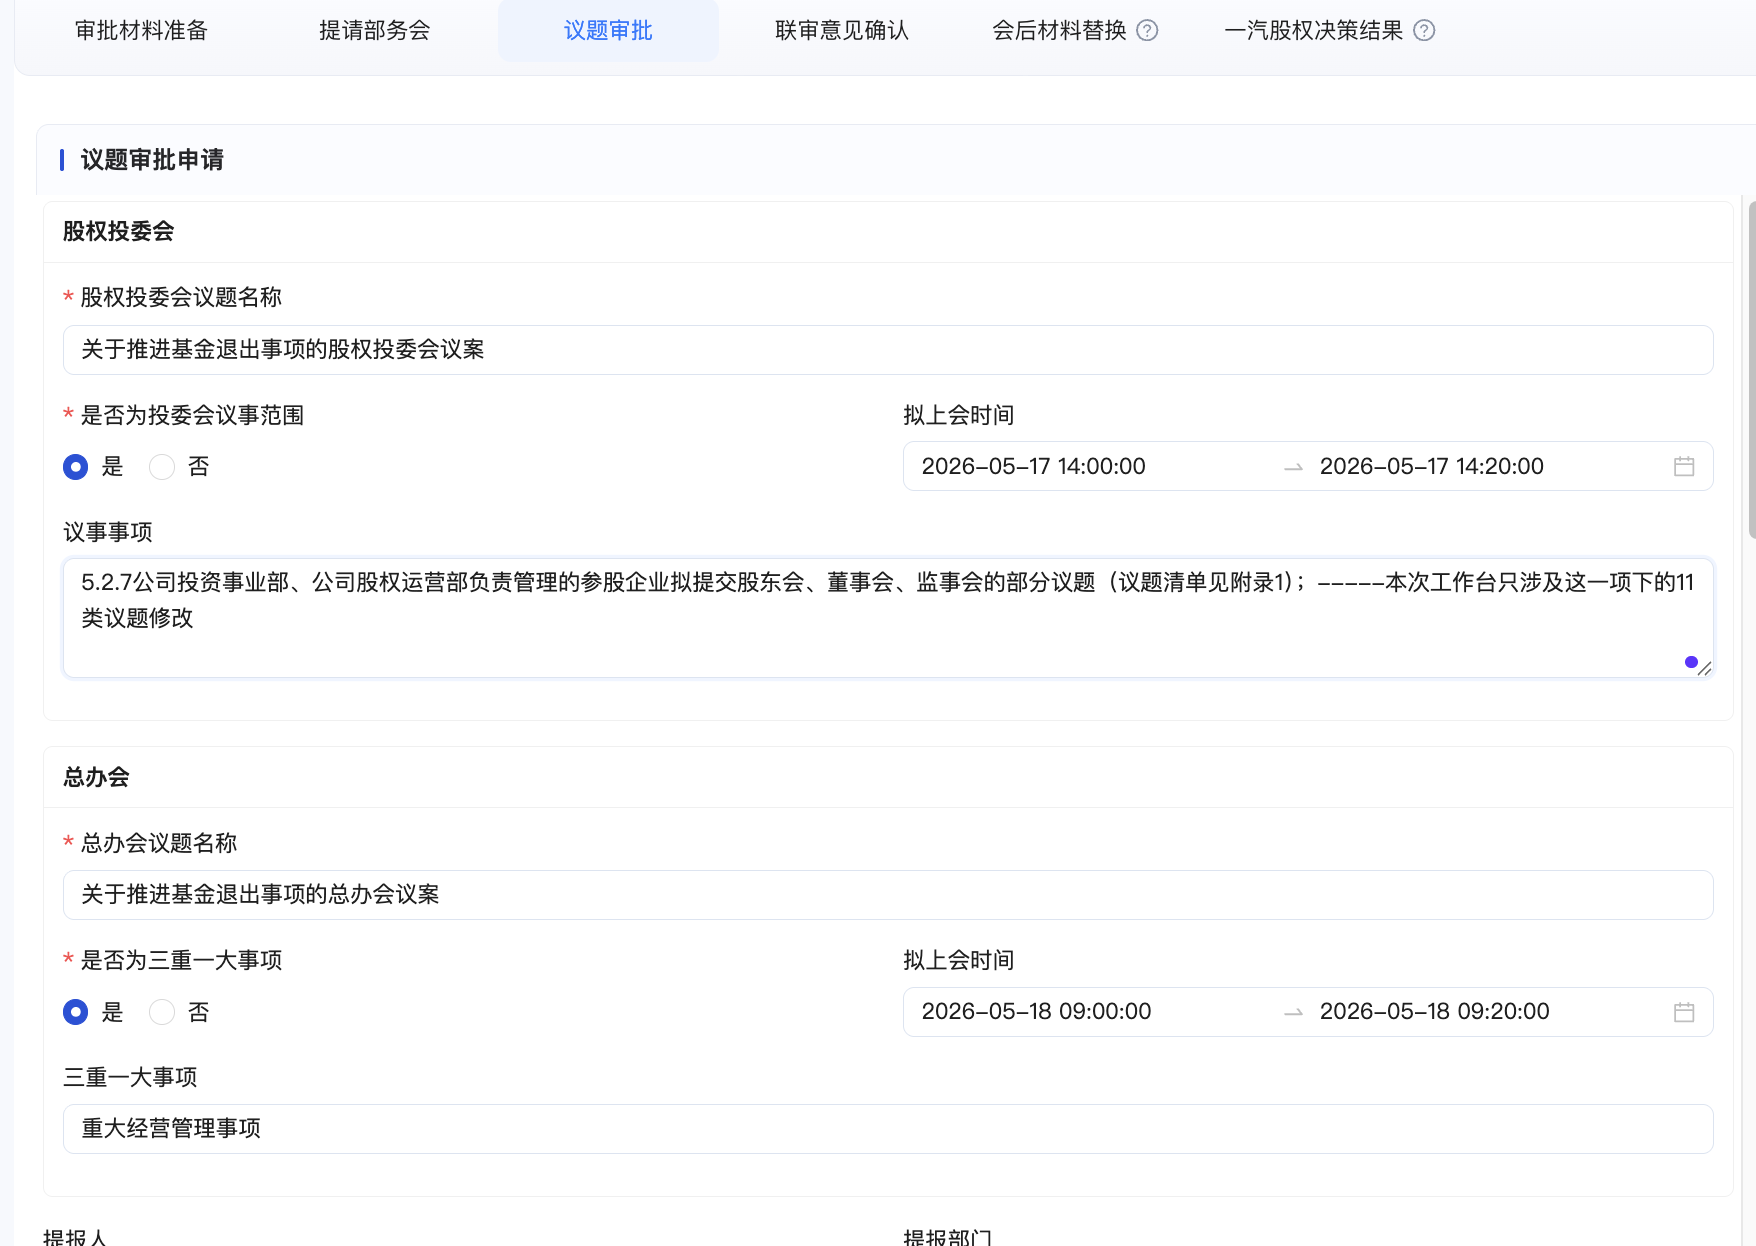 审批材料准备 提请部务会 议题审批 联审意见确认 会后材料替换 一汽股权决策结果
议题审批申请
股权投委会
* 股权投委会议题名称
关于推进基金退出事项的股权投委会议案
* 是否为投委会议事范围 拟上会时间
是 否 2026-05-17 14:00:00 → 2026-05-17 14:20:00
议事事项
5.2.7公司投资事业部、公司股权运营部负责管理的参股企业拟提交股东会、董事会、监事会的部分议题（议题清单见附录1）；-----本次工作台只涉及这一项下的11
类议题修改
总办会
* 总办会议题名称
关于推进基金退出事项的总办会议案
* 是否为三重一大事项 拟上会时间
是 否 2026-05-18 09:00:00 → 2026-05-18 09:20:00
三重一大事项
重大经营管理事项
提报人 提报部门